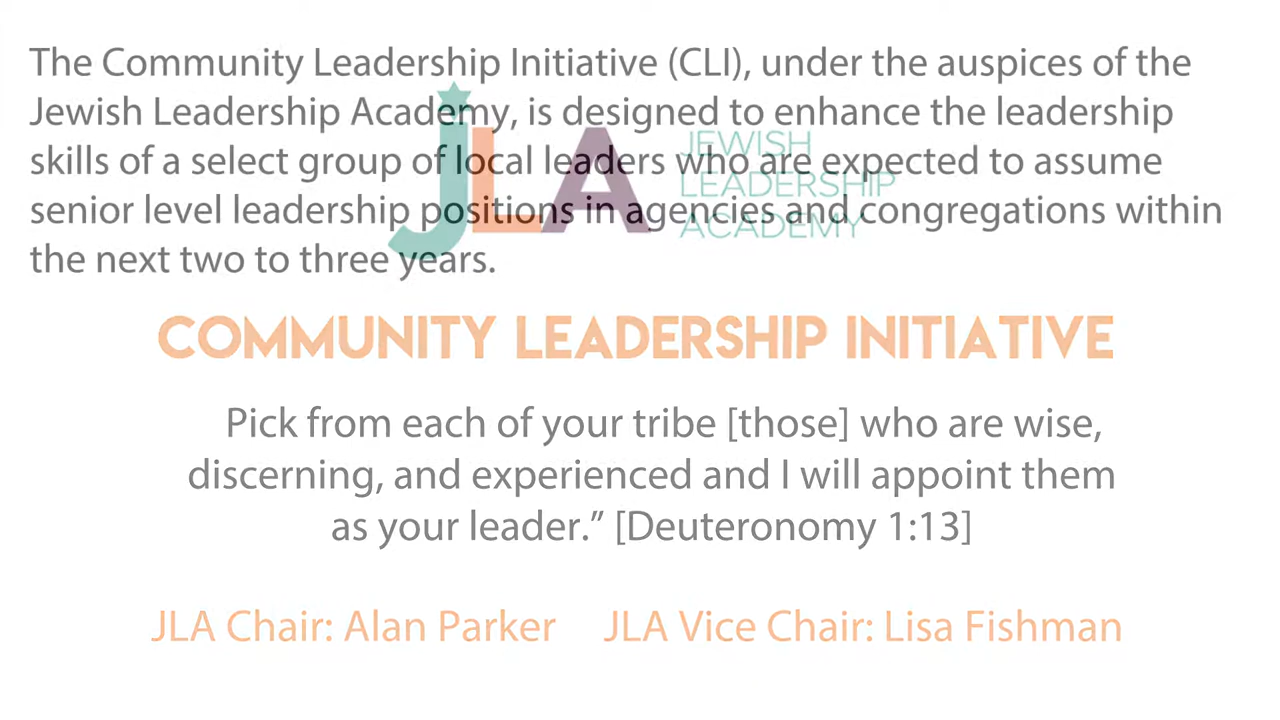 The Community Leadership Initiative (CLI), under the auspices of the
Jewish Leadership Academy, is designed to enhance the leadership
skills of a select group of local leaders who are expected to assume
senior level leadership positions in agencies and congregations within
the next two to three years.
JLA
JEWISH
LEADERSHIP
ACADEMY
COMMUNITY LEADERSHIP INITIATIVE
Pick from each of your tribe [those] who are wise,
discerning, and experienced and I will appoint them
as your leader.” [Deuteronomy 1:13]
JLA Chair: Alan Parker JLA Vice Chair: Lisa Fishman